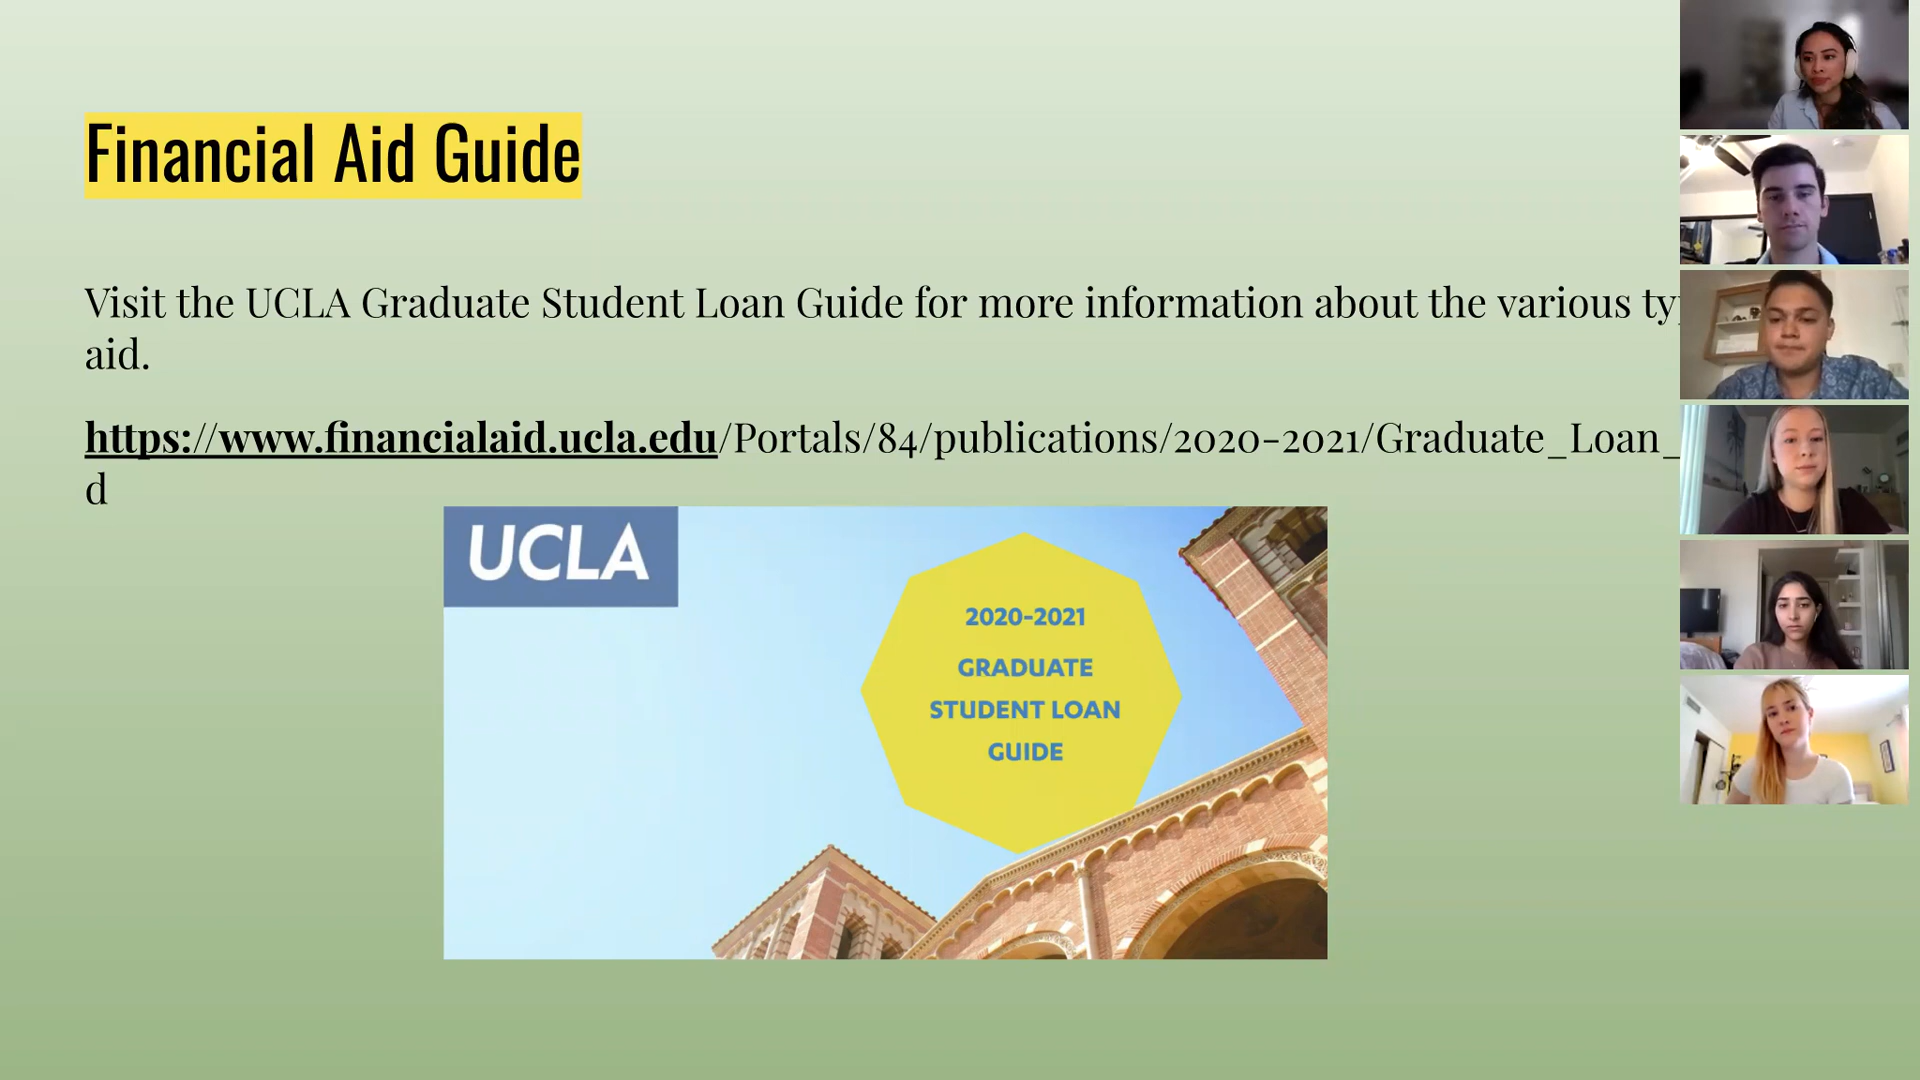 Financial Aid Guide
Visit the UCLA Graduate Student Loan Guide for more information about the various
aid.
https://www.financialaid.ucla.edu/Portals/84/publications/2020-2021/Graduate_Loan_
d
UCLA
2020-2021
GRADUATE
STUDENT LOAN
GUIDE